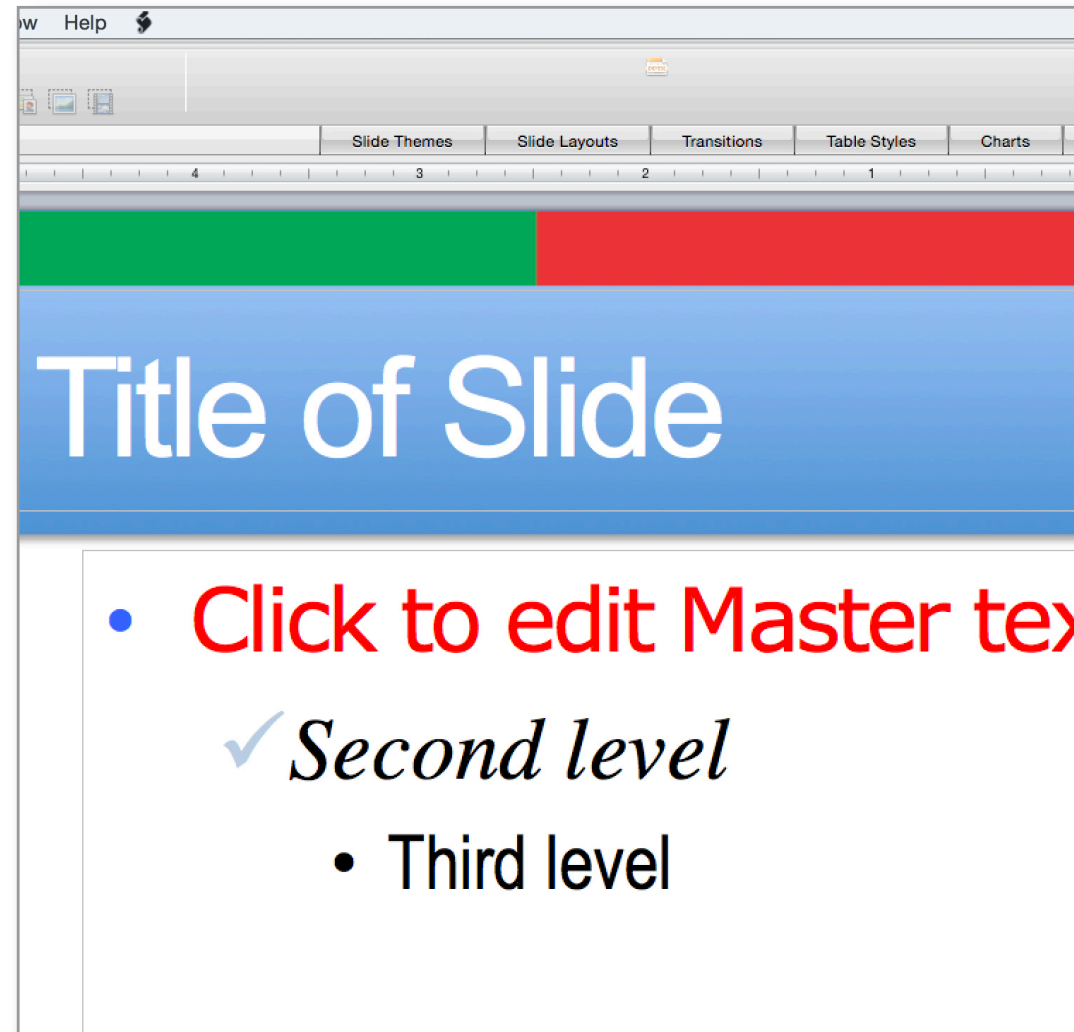 ow Help
Slide Themes Slide Layouts Transitions Table Styles Charts
4 3 2 1
Title of Slide
• Click to edit Master tex
✓ Second level
• Third level